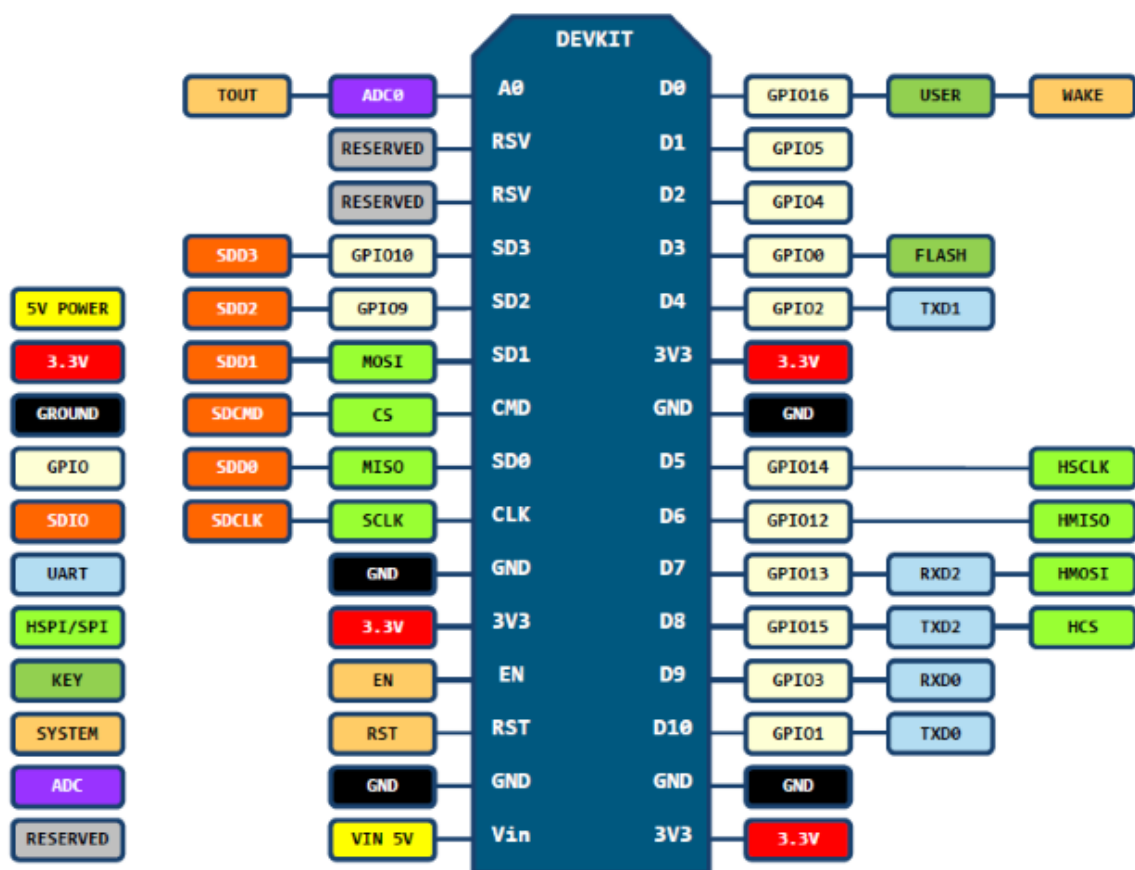 DEVKIT
TOUT ADC0 A0 D0 GPIO16 USER WAKE
RESERVED RSV D1 GPIO5
RESERVED RSV D2 GPIO4
SDD3 GPIO10 SD3 D3 GPIO0 FLASH
5V POWER SDD2 GPIO9 SD2 D4 GPIO2 TXD1
3.3V SDD1 MOSI SD1 3V3 3.3V
GROUND SDCMD CS CMD GND GND
GPIO SDD0 MISO SD0 D5 GPIO14 HSCLK
SDIO SDCLK SCLK CLK D6 GPIO12 HMISO
UART GND GND D7 GPIO13 RXD2 HMOSI
HSPI/SPI 3.3V 3V3 D8 GPIO15 TXD2 HCS
KEY EN EN D9 GPIO3 RXD0
SYSTEM RST RST D10 GPIO1 TXD0
ADC GND GND GND GND
RESERVED VIN 5V Vin 3V3 3.3V